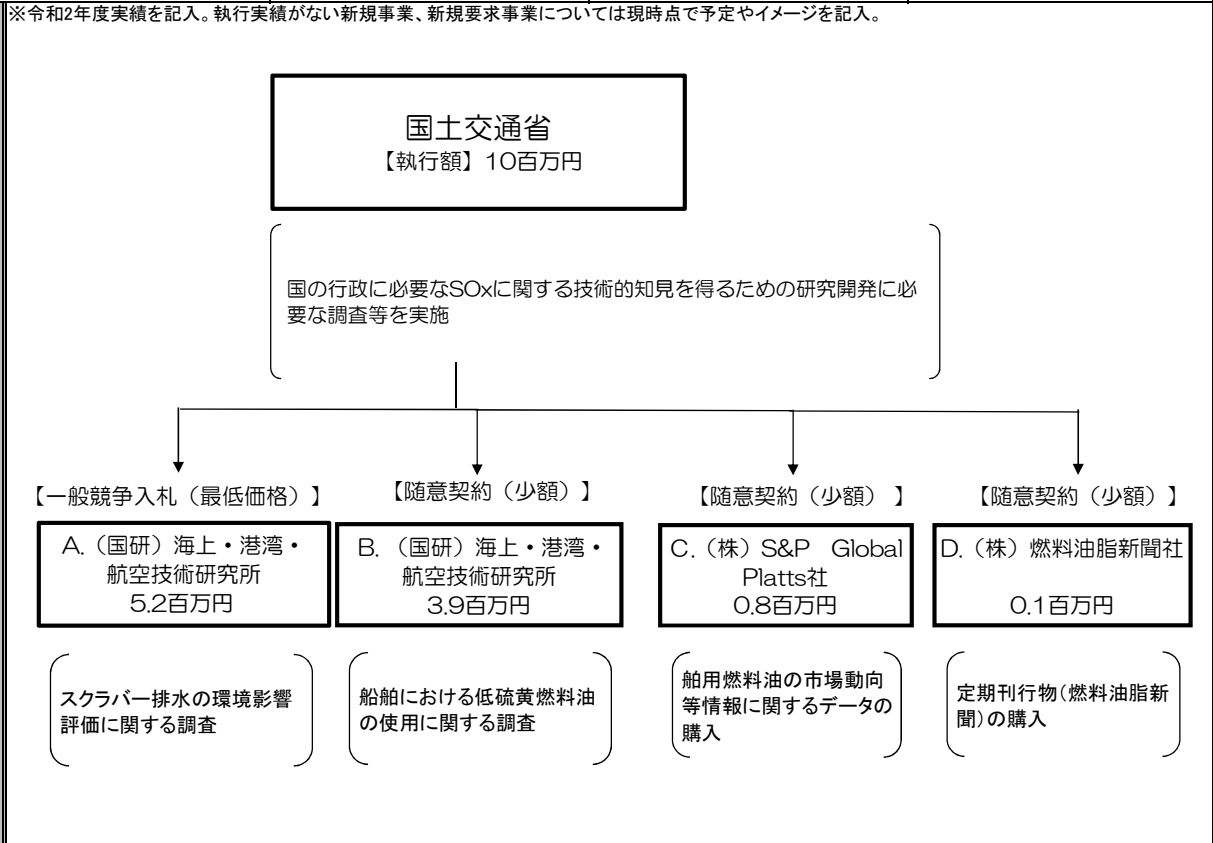 ※令和2年度実績を記入。執行実績がない新規事業、新規要求事業については現時点で予定やイメージを記入。
国土交通省
【執行額】10百万円
国の行政に必要なSOxに関する技術的知見を得るための研究開発に必
要な調査等を実施
【一般競争入札（最低価格）】
A.（国研）海上・港湾・
航空技術研究所
5.2百万円
スクラバー排水の環境影響
評価に関する調査
【随意契約（少額）】
B. （国研）海上・港湾・
航空技術研究所
3.9百万円
船舶における低硫黄燃料油
の使用に関する調査
【随意契約（少額） 】
C.（株）S&P Global
Platts社
0.8百万円
舶用燃料油の市場動向
等情報に関するデータの
購入
【随意契約（少額）】
D.（株）燃料油脂新聞社
0.1百万円
定期刊行物（燃料油脂新
聞）の購入